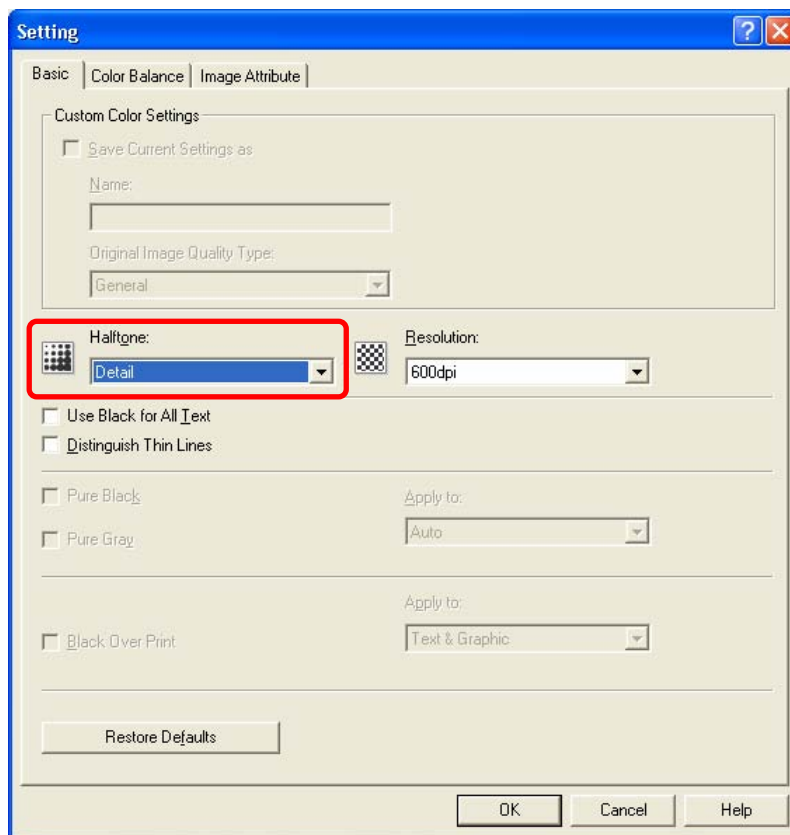 Setting
Basic Color Balance Image Attribute
Custom Color Settings
Save Current Settings as
Name:
Original Image Quality Type:
General
Halftone: Resolution:
Detail 600dpi
Use Black for All Text
Distinguish Thin Lines
Pure Black Apply to:
Pure Gray Auto
Apply to:
Black Over Print Text & Graphic
Restore Defaults
OK Cancel Help